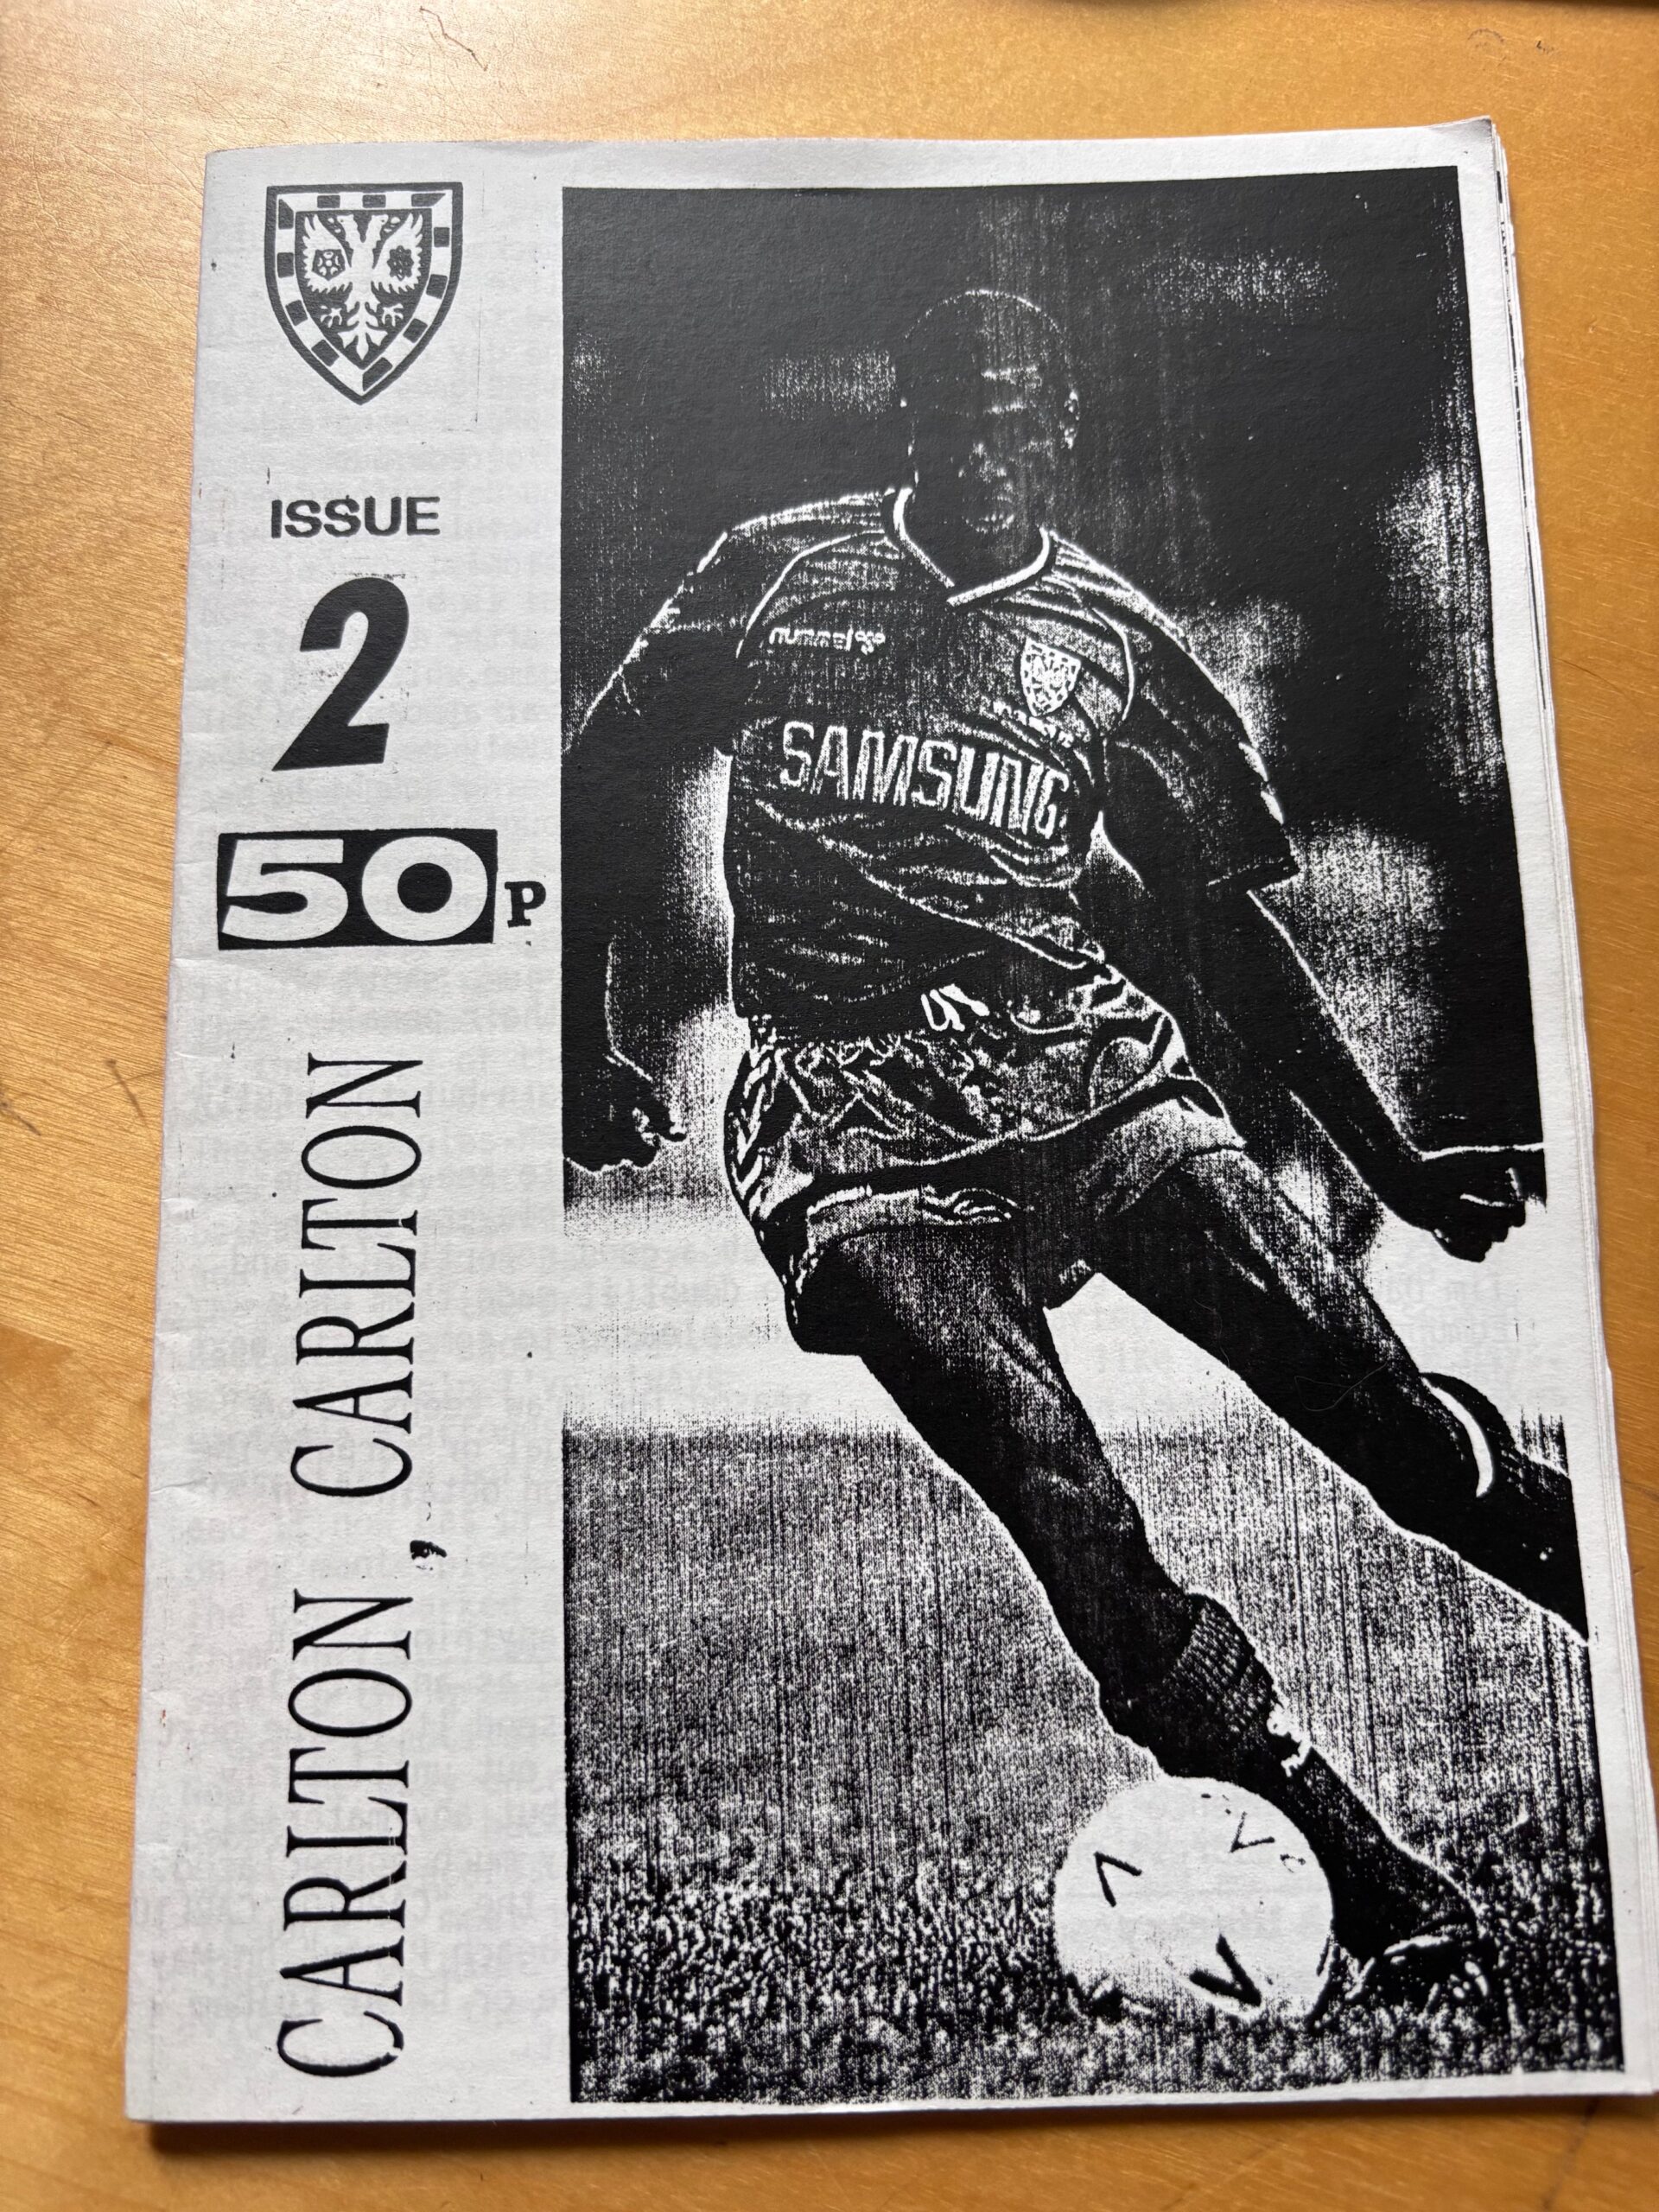 ISSUE
2
50P
CARLTON, CARLTON
hummel
SAMSUNG